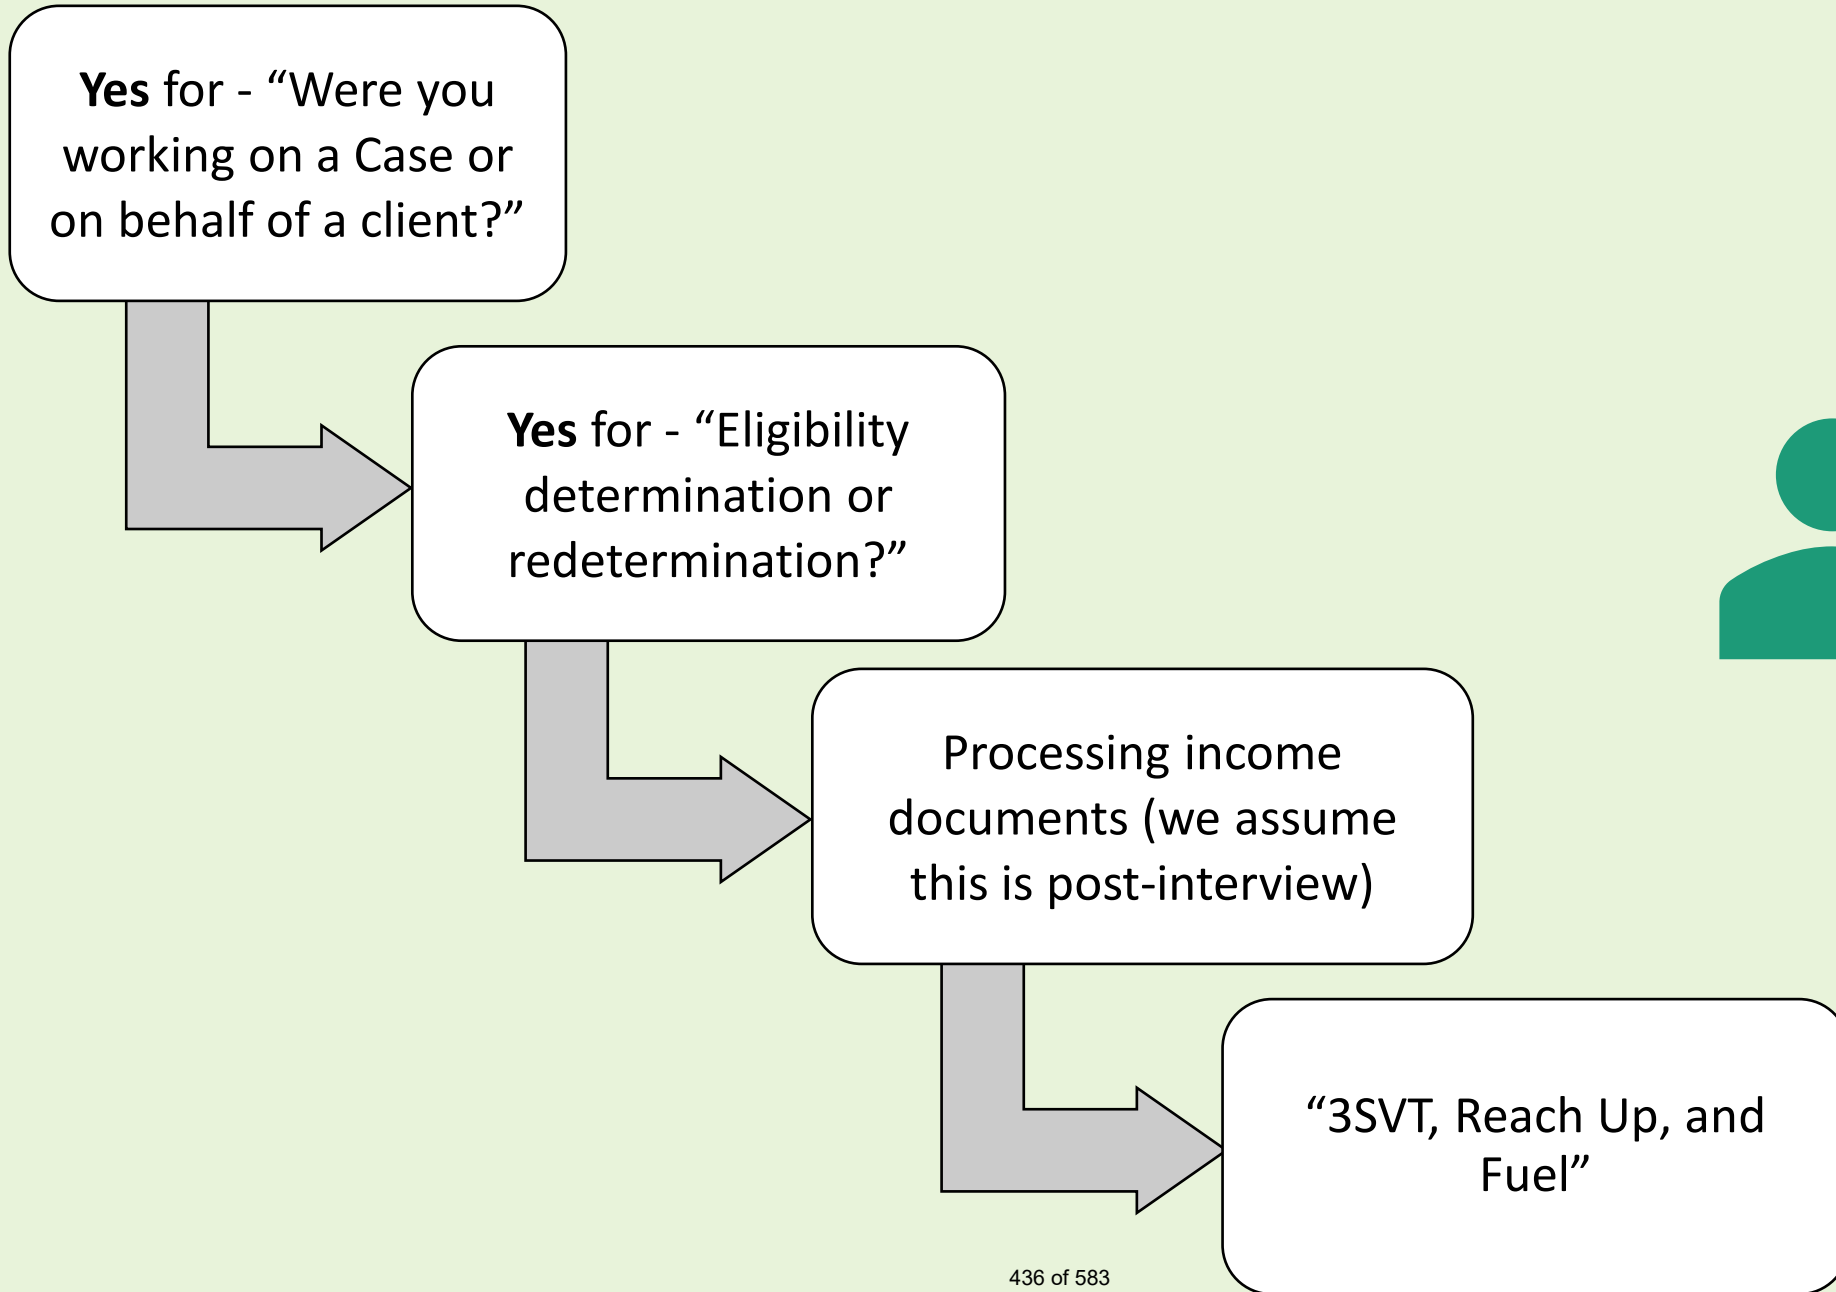 Yes for - “Were you
working on a Case or
on behalf of a client?”
Yes for - “Eligibility
determination or
redetermination?”
Processing income
documents (we assume
this is post-interview)
“3SVT, Reach Up, and
Fuel”
436 of 583